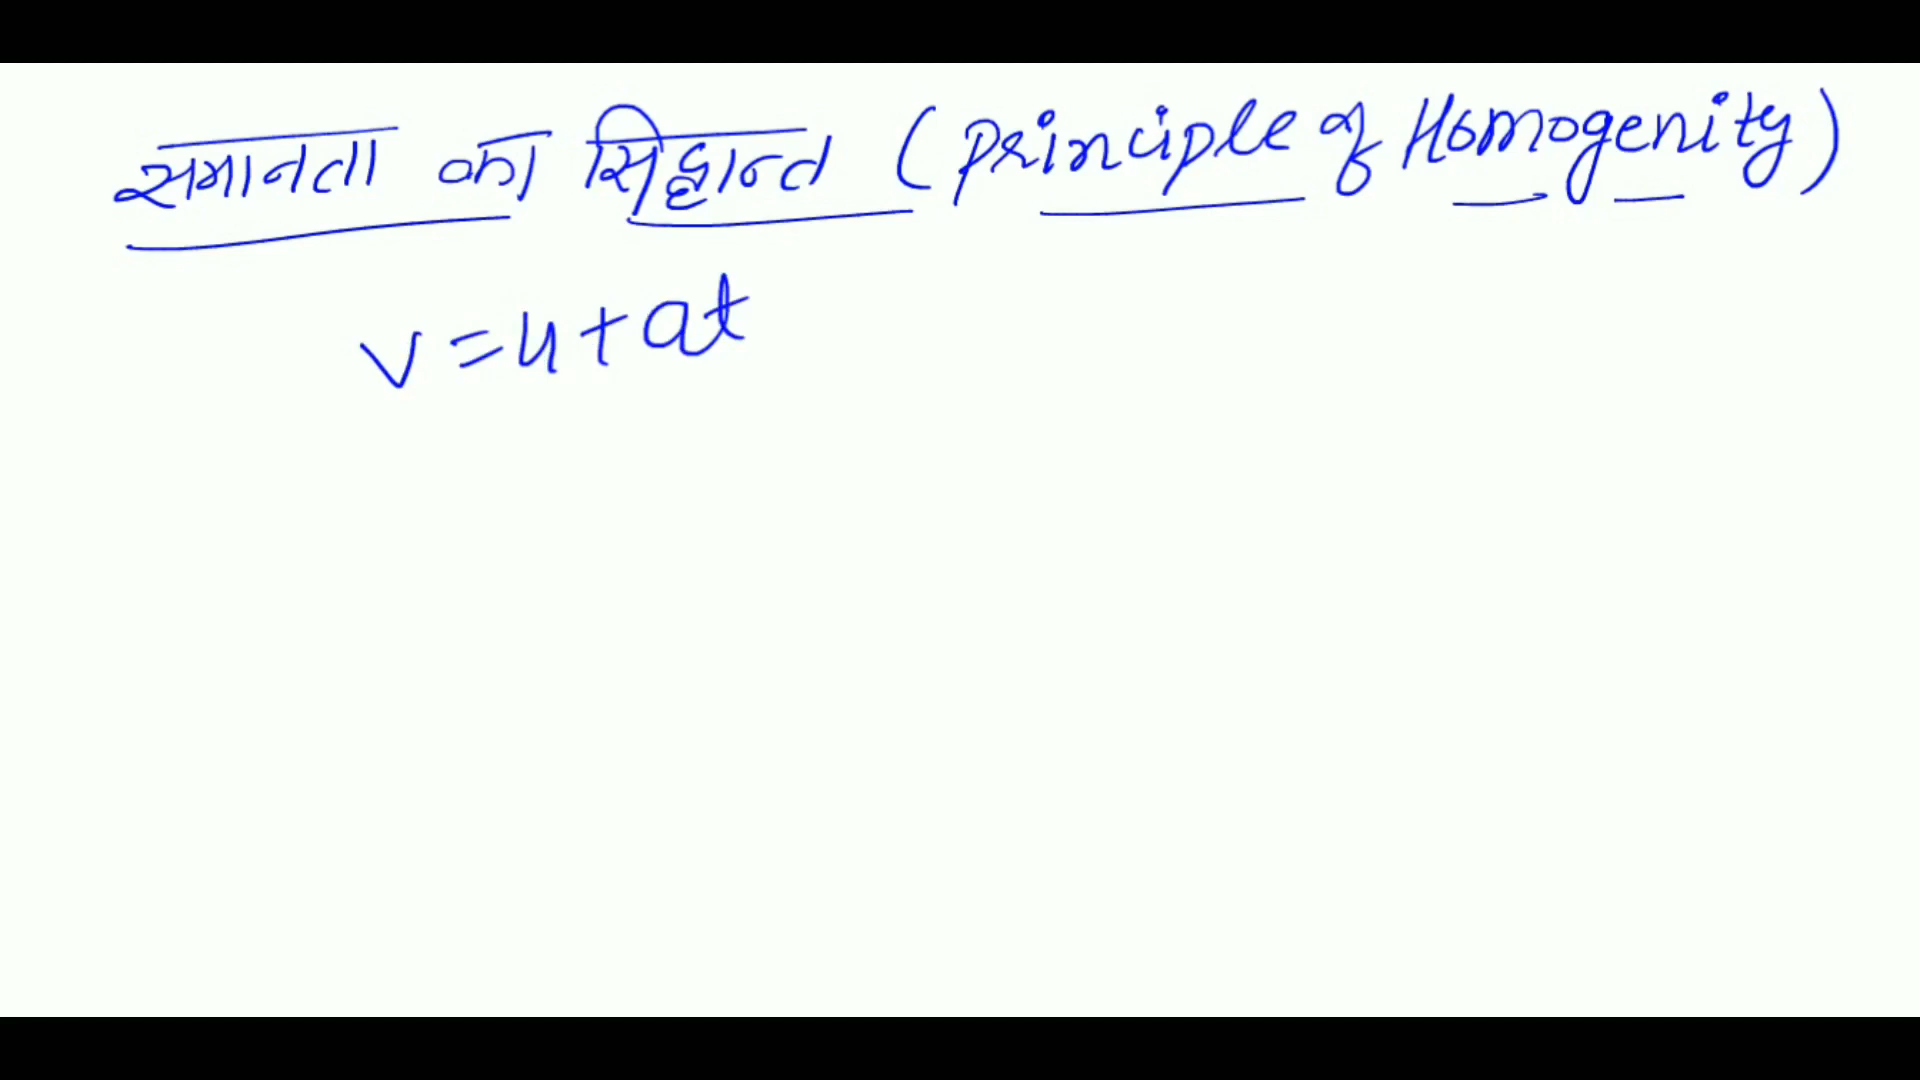 समानता का सिद्धान्त (Principle of Homogenity)
v = u + at